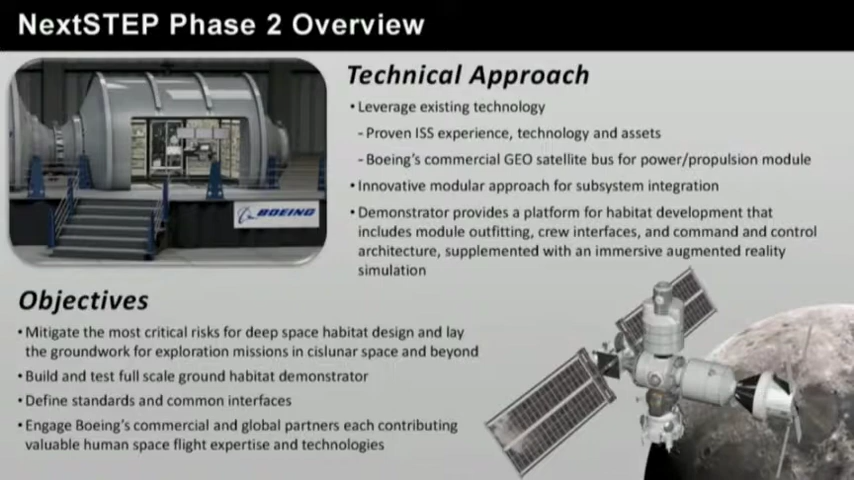 NextSTEP Phase 2 Overview
BOEING
Technical Approach
•Leverage existing technology
-Proven ISS experience, technology and assets
-Boeing's commercial GEO satellite bus for power/propulsion module
•Innovative modular approach for subsystem integration
•Demonstrator provides a platform for habitat development that
includes module outfitting, crew interfaces, and command and control
architecture, supplemented with an immersive augmented reality
simulation
Objectives
•Mitigate the most critical risks for deep space habitat design and lay
the groundwork for exploration missions in cislunar space and beyond
•Build and test full scale ground habitat demonstrator
•Define standards and common interfaces
•Engage Boeing's commercial and global partners each contributing
valuable human space flight expertise and technologies